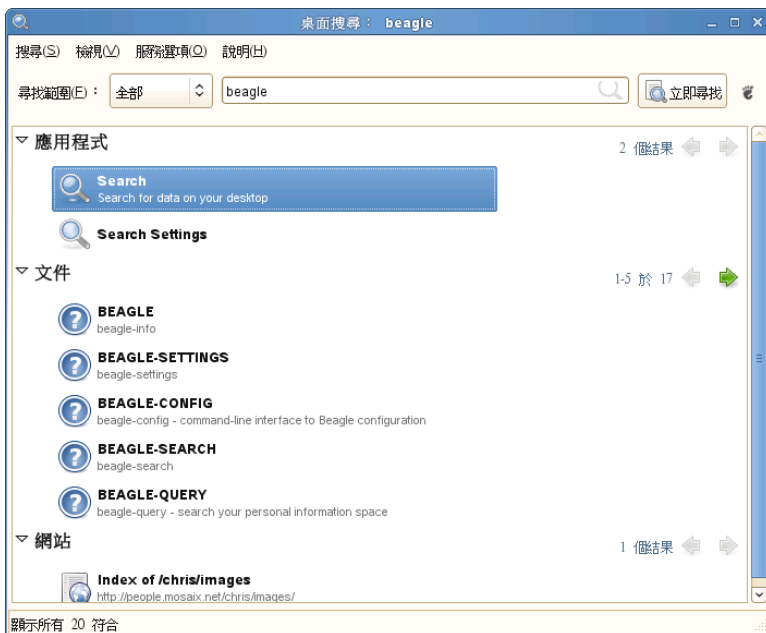 桌面搜尋： beagle
搜尋(S) 檢視(V) 服務選項(O) 說明(H)
尋找範圍(F)： 全部 beagle 立即尋找
應用程式 2 個結果
Search
Search for data on your desktop
Search Settings
文件 1-5 於 17
BEAGLE
beagle-info
BEAGLE-SETTINGS
beagle-settings
BEAGLE-CONFIG
beagle-config - command-line interface to Beagle configuration
BEAGLE-SEARCH
beagle-search
BEAGLE-QUERY
beagle-query - search your personal information space
網站 1 個結果
Index of /chris/images
http://people.mosaix.net/chris/images/
顯示所有 20 符合